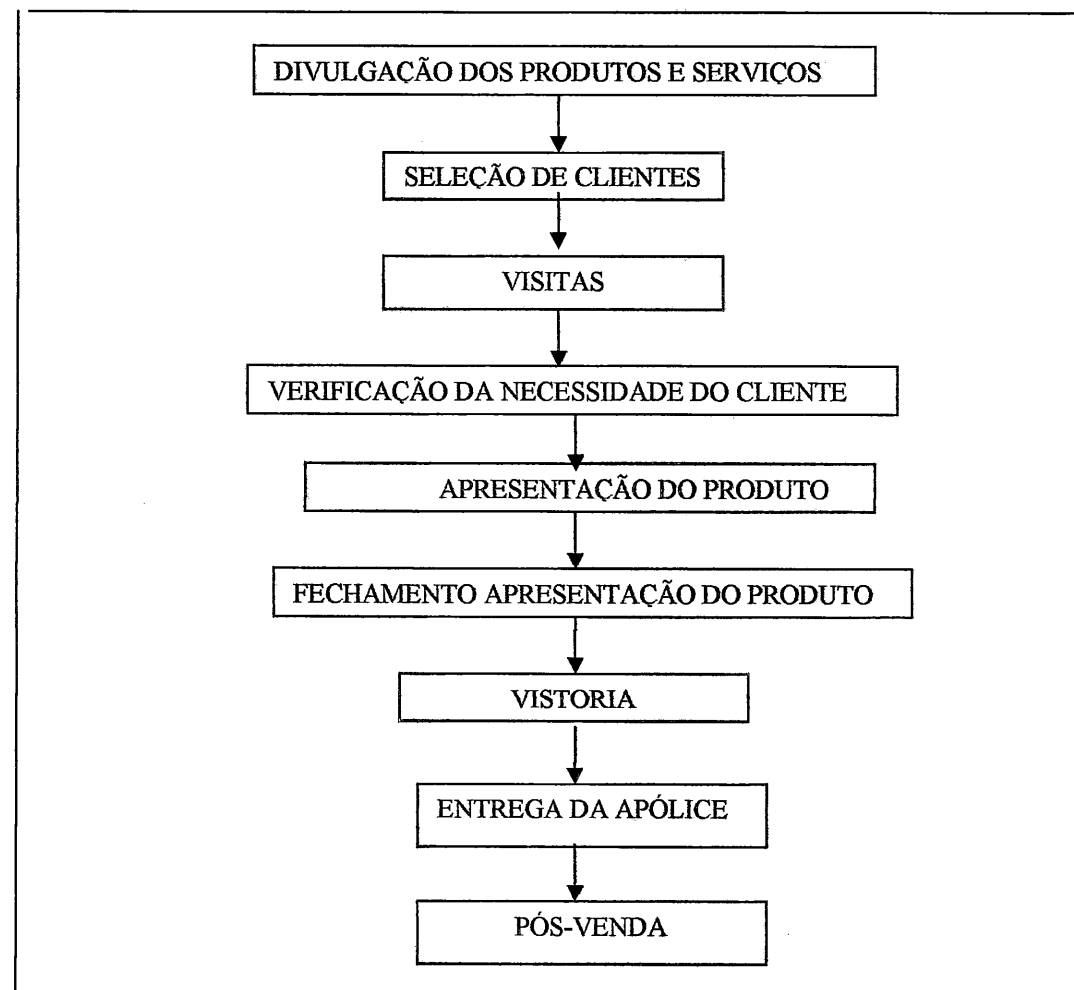 DIVULGAÇÃO DOS PRODUTOS E SERVIÇOS
SELEÇÃO DE CLIENTES
VISITAS
VERIFICAÇÃO DA NECESSIDADE DO CLIENTE
APRESENTAÇÃO DO PRODUTO
FECHAMENTO APRESENTAÇÃO DO PRODUTO
VISTORIA
ENTREGA DA APÓLICE
PÓS-VENDA